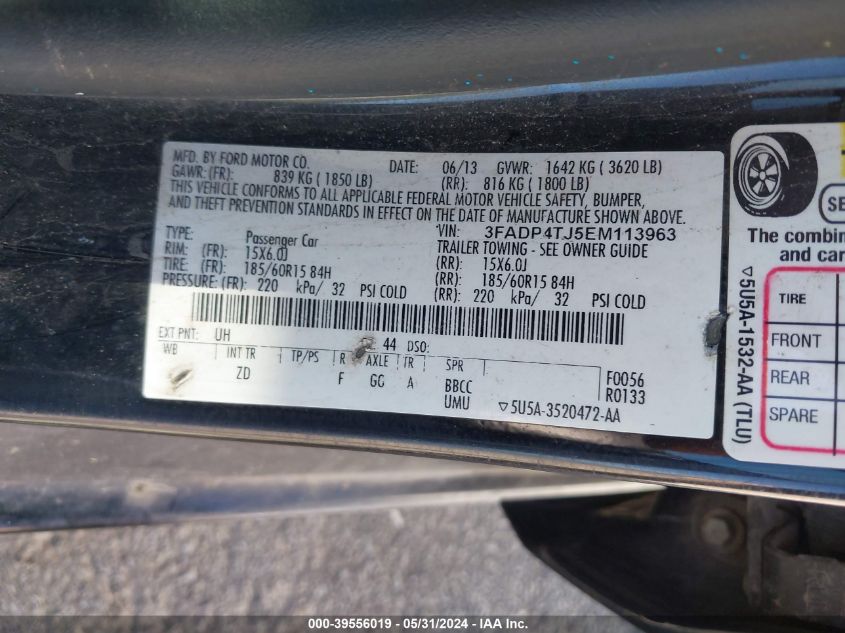 MFD. BY FORD MOTOR CO. DATE: 06/13 GVWR: 1642 KG ( 3620 LB)
GAWR: (FR): 839 KG ( 1850 LB) (RR): 816 KG ( 1800 LB)
THIS VEHICLE CONFORMS TO ALL APPLICABLE FEDERAL MOTOR VEHICLE SAFETY, BUMPER,
AND THEFT PREVENTION STANDARDS IN EFFECT ON THE DATE OF MANUFACTURE SHOWN ABOVE.
VIN: 3FADP4TJ5EM113963
TYPE: Passenger Car TRAILER TOWING - SEE OWNER GUIDE
RIM: (FR): 15X6.0J (RR): 15X6.0J
TIRE: (FR): 185/60R15 84H (RR): 185/60R15 84H
PRESSURE: (FR): 220 kPa/ 32 PSI COLD (RR): 220 kPa/ 32 PSI COLD
EXT PNT: UH 44 DSO:
WB INT TR TP/PS R AXLE TR SPR
ZD F GG A BBCC F0056
UMU R0133
▽5U5A-3520472-AA
▽5U5A-1532-AA (TLU)
SE
The combin
and car
TIRE
FRONT
REAR
SPARE
000-39556019 - 05/31/2024 - IAA Inc.